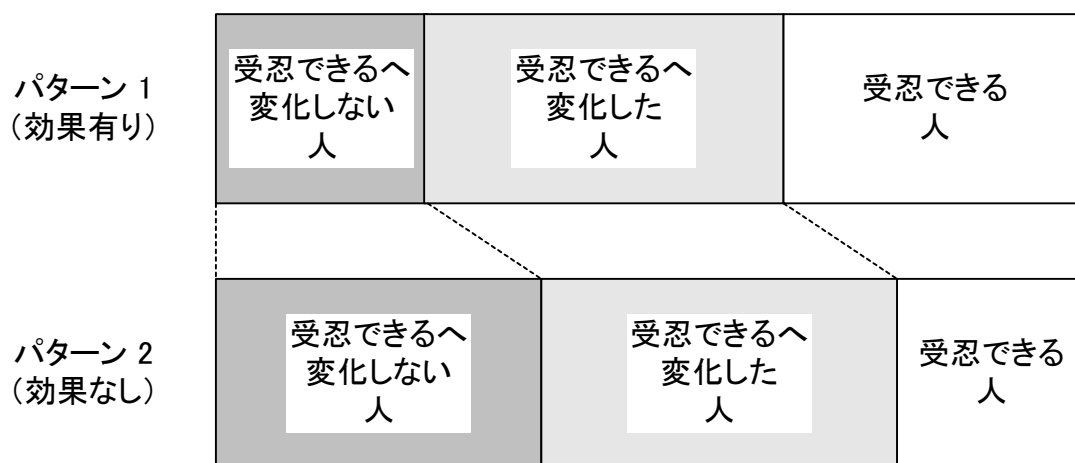 パターン 1
（効果有り）
受忍できるへ
変化しない
人
受忍できるへ
変化した
人
受忍できる
人
パターン 2
（効果なし）
受忍できるへ
変化しない
人
受忍できるへ
変化した
人
受忍できる
人